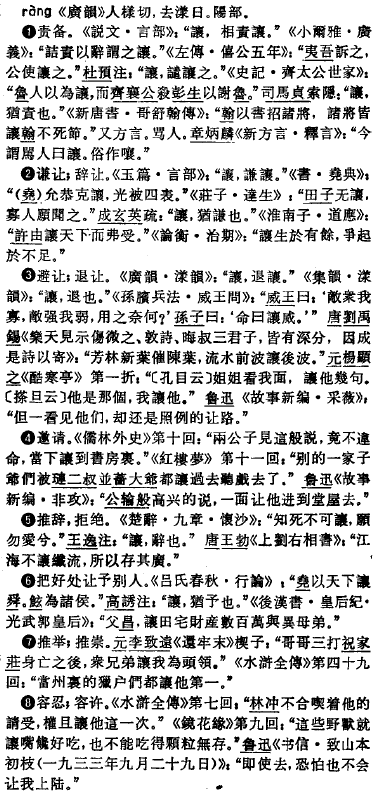 ràng 《廣韻》人樣切,去漾日。陽部。
❶责备。《説文·言部》:“讓,相責讓。”《小爾雅·廣
義》:“詰責以辭謂之讓。”《左傳·僖公五年》:“夷吾訴之,
公使讓之。”杜預注:“讓,譴讓之。”《史記·齊太公世家》:
“魯人以為讓,而齊襄公殺彭生以謝魯。”司馬貞索隱:“讓,
猶責也。”《新唐書·哥舒翰傳》:“翰以書招諸將,諸將皆
讓翰不死節。”又方言。骂人。章炳麟《新方言·釋言》:“今
謂罵人曰讓。俗作嚷。”
❷谦让;辞让。《玉篇·言部》:“讓,謙讓。”《書·堯典》:
“(堯)允恭克讓,光被四表。”《莊子·達生》:“田子无讓,
寡人願聞之。”成玄英疏:“讓,猶謙也。”《淮南子·道應》:
“許由讓天下而弗受。”《論衡·治期》:“讓生於有餘,爭起
於不足。”
❸避让;退让。《廣韻·漾韻》:“讓,退讓。”《集韻·漾
韻》:“讓,退也。”《孫臏兵法·威王問》:“威王曰:‘敵衆我
寡,敵强我弱,用之奈何?’孫子曰:‘命曰讓威。’”唐劉禹
錫《樂天見示傷微之、敦詩、晦叔三君子,皆有深分,因成
是詩以寄》:“芳林新葉催陳葉,流水前波讓後波。”元楊顯
之《酷寒亭》第一折:“〔孔目云〕姐姐看我面,讓他幾句。
〔搽旦云〕他是那個,我讓他。”魯迅《故事新编·采薇》:
“但一看见他们,却还是照例的让路。”
❹邀请。《儒林外史》第十回:“兩公子見這般説,竟不違
命,當下讓到書房裏。”《紅樓夢》第十一回:“别的一家子
爺們被璉二叔並薔大爺都讓過去聽戲去了。”魯迅《故事
新编·非攻》:“公输般高兴的说,一面让他进到堂屋去。”
❺推辞,拒绝。《楚辭·九章·懷沙》:“知死不可讓,願
勿愛兮。”王逸注:“讓,辭也。”唐王勃《上劉右相書》:“江
海不讓纖流,所以存其廣。”
❻把好处让予别人。《吕氏春秋·行論》:“堯以天下讓
舜。鮌為諸侯。”高誘注:“讓,猶予也。”《後漢書·皇后紀·
光武郭皇后》:“父昌,讓田宅財産數百萬與異母弟。”
❼推举;推崇。元李致遠《還牢末》楔子:“哥哥三打祝家
莊身亡之後,衆兄弟讓我為頭領。”《水滸全傳》第四十九
回:“當州裏的獵户們都讓他第一。”
❽容忍;容许。《水滸全傳》第七回:“林冲不合喫着他的
請受,權且讓他這一次。”《鏡花緣》第九回:“這些野獸就
讓嘴饞好吃,也不能吃得顆粒無存。”鲁迅《书信·致山本
初枝(一九三三年九月二十九日)》:“即使去,恐怕也不会
让我上陆。”